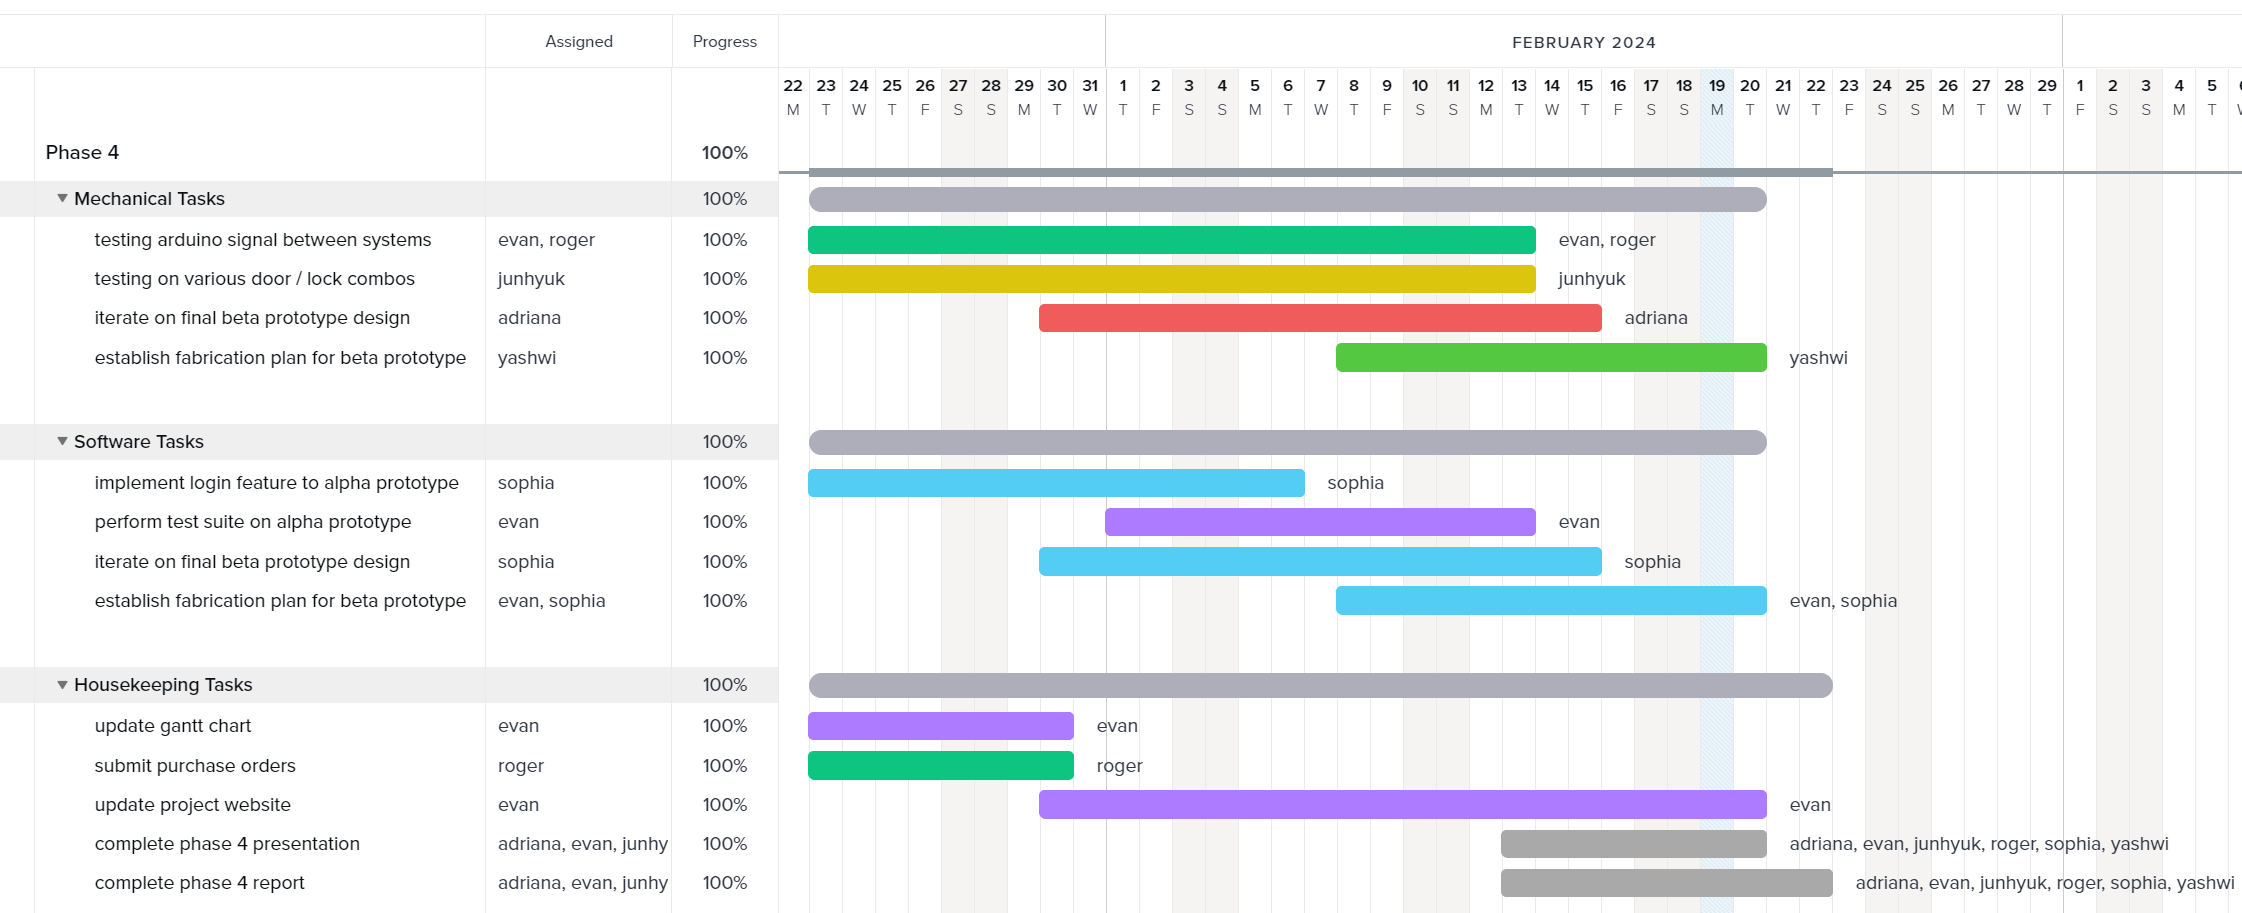 Assigned Progress FEBRUARY 2024
22 23 24 25 26 27 28 29 30 31 1 2 3 4 5 6 7 8 9 10 11 12 13 14 15 16 17 18 19 20 21 22 23 24 25 26 27 28 29 1 2 3 4 5
M T W T F S S M T W T F S S M T W T F S S M T W T F S S M T W T F S S M T W T F S S M T W
Phase 4 100%
Mechanical Tasks 100%
testing arduino signal between systems evan, roger 100% evan, roger
testing on various door / lock combos junhyuk 100% junhyuk
iterate on final beta prototype design adriana 100% adriana
establish fabrication plan for beta prototype yashwi 100% yashwi
Software Tasks 100%
implement login feature to alpha prototype sophia 100% sophia
perform test suite on alpha prototype evan 100% evan
iterate on final beta prototype design sophia 100% sophia
establish fabrication plan for beta prototype evan, sophia 100% evan, sophia
Housekeeping Tasks 100%
update gantt chart evan 100% evan
submit purchase orders roger 100% roger
update project website evan 100% evan
complete phase 4 presentation adriana, evan, junhy 100% adriana, evan, junhyuk, roger, sophia, yashwi
complete phase 4 report adriana, evan, junhy 100% adriana, evan, junhyuk, roger, sophia, yashwi